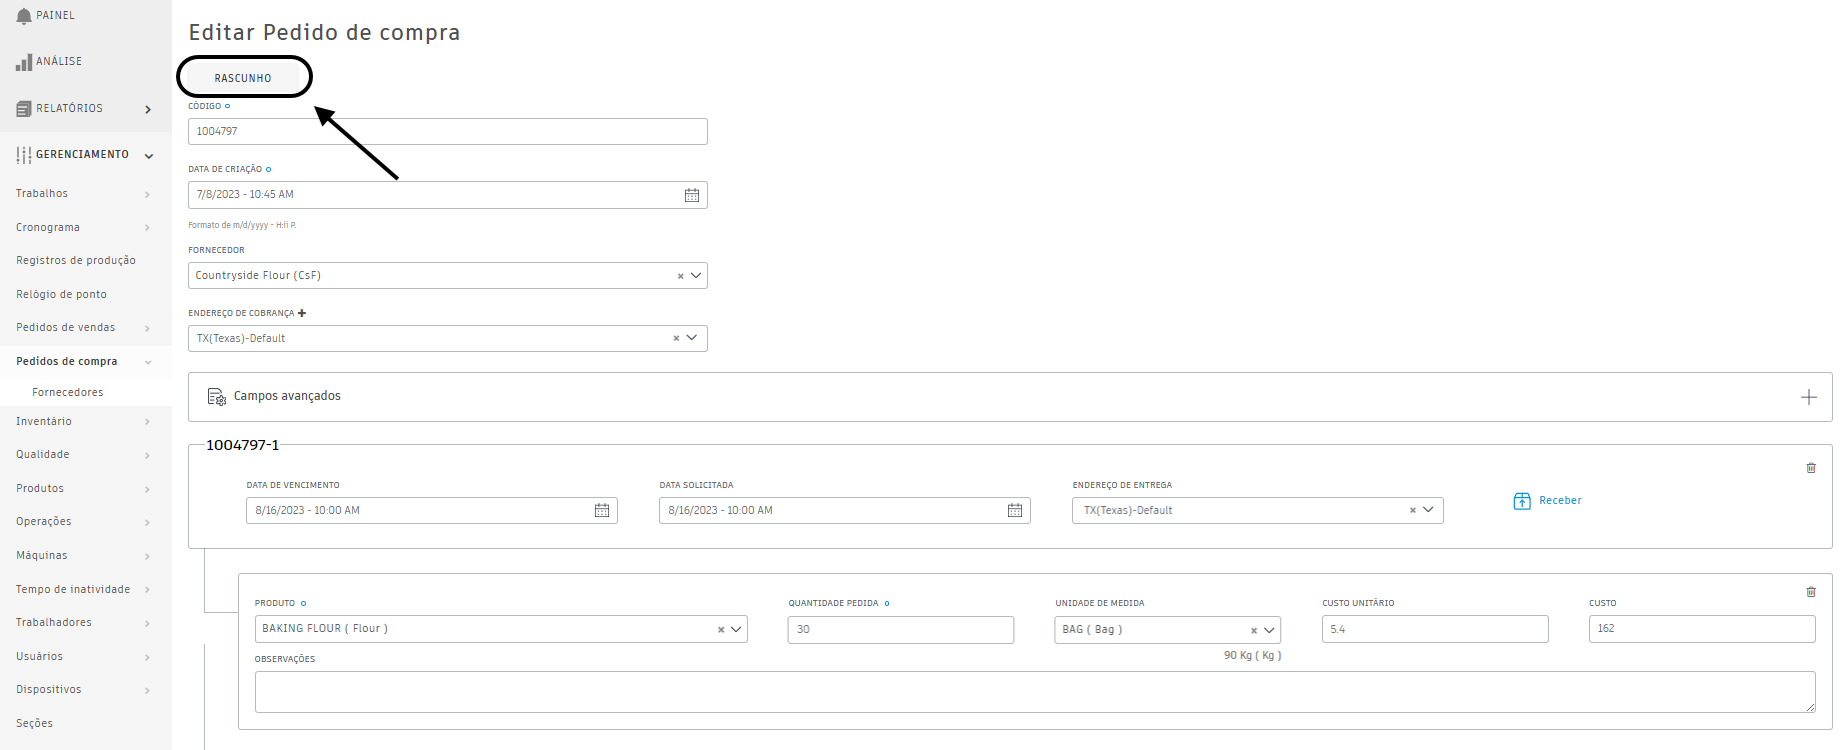 PAINEL
ANÁLISE
RELATÓRIOS
GERENCIAMENTO
Trabalhos
Cronograma
Registros de produção
Relógio de ponto
Pedidos de vendas
Pedidos de compra
Fornecedores
Inventário
Qualidade
Produtos
Operações
Máquinas
Tempo de inatividade
Trabalhadores
Usuários
Dispositivos
Seções
Editar Pedido de compra
RASCUNHO
CÓDIGO
1004797
DATA DE CRIAÇÃO
7/8/2023 - 10:45 AM
Formato de m/d/yyyy - H:ii P.
FORNECEDOR
Countryside Flour (CsF)
ENDEREÇO DE COBRANÇA
TX(Texas)-Default
Campos avançados
1004797-1
DATA DE VENCIMENTO DATA SOLICITADA ENDEREÇO DE ENTREGA
8/16/2023 - 10:00 AM 8/16/2023 - 10:00 AM TX(Texas)-Default Receber
PRODUTO QUANTIDADE PEDIDA UNIDADE DE MEDIDA CUSTO UNITÁRIO CUSTO
BAKING FLOUR ( Flour ) 30 BAG ( Bag ) 5.4 162
90 Kg ( Kg )
OBSERVAÇÕES